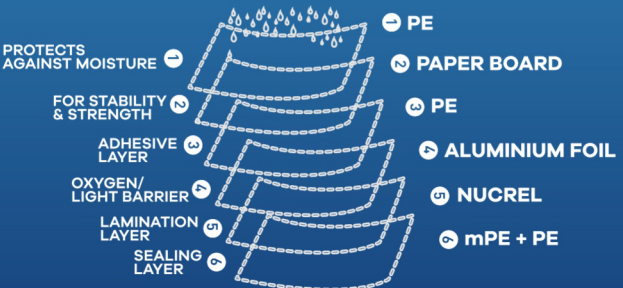 1 PE
PROTECTS
AGAINST MOISTURE 1
2 PAPER BOARD
FOR STABILITY
& STRENGTH 2
3 PE
ADHESIVE
LAYER 3
4 ALUMINIUM FOIL
OXYGEN/
LIGHT BARRIER 4
5 NUCREL
LAMINATION
LAYER 5
6 mPE + PE
SEALING
LAYER 6